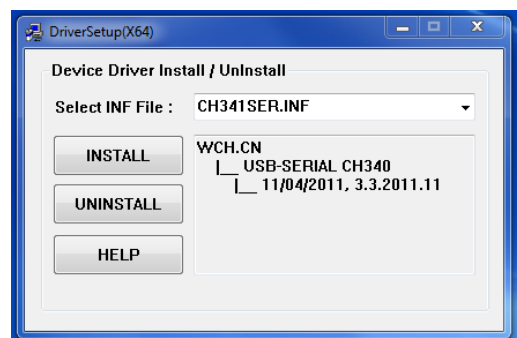 DriverSetup(X64)
Device Driver Install / UnInstall
Select INF File : CH341SER.INF
INSTALL
WCH.CN
|__ USB-SERIAL CH340
|__ 11/04/2011, 3.3.2011.11
UNINSTALL
HELP